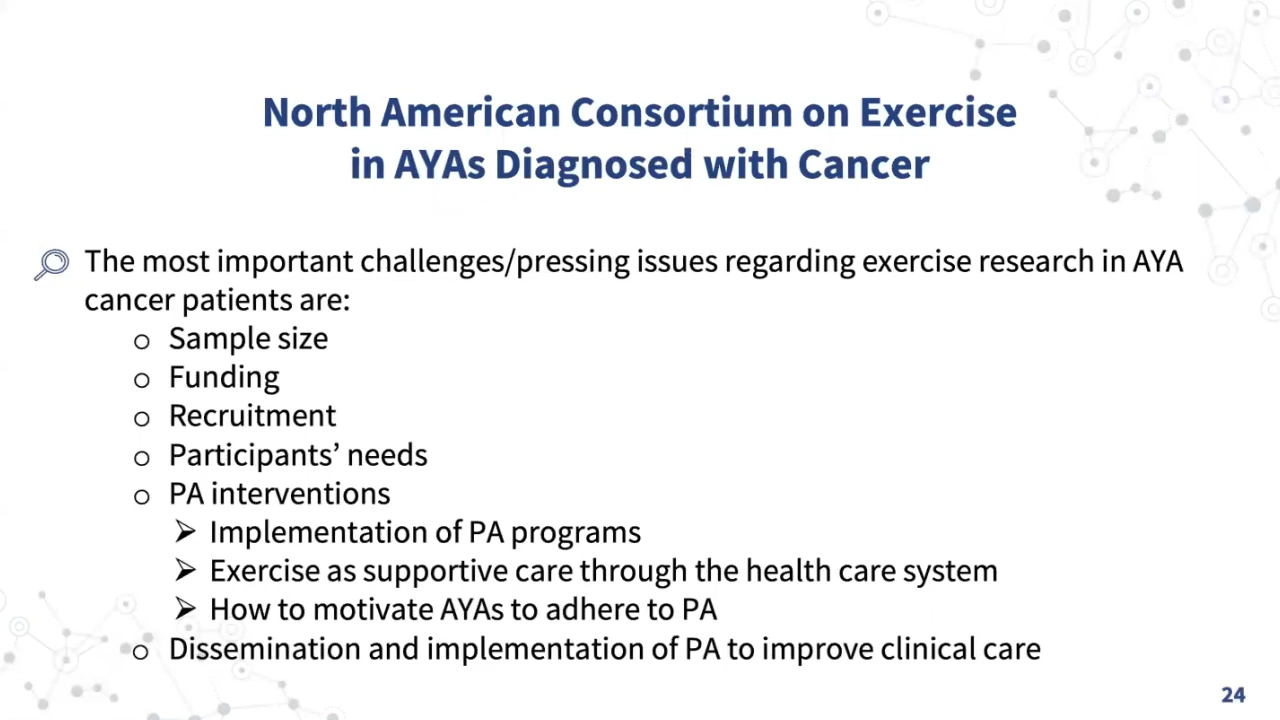 North American Consortium on Exercise
in AYAs Diagnosed with Cancer
The most important challenges/pressing issues regarding exercise research in AYA
cancer patients are:
o Sample size
o Funding
o Recruitment
o Participants’ needs
o PA interventions
➢ Implementation of PA programs
➢ Exercise as supportive care through the health care system
➢ How to motivate AYAs to adhere to PA
o Dissemination and implementation of PA to improve clinical care
24